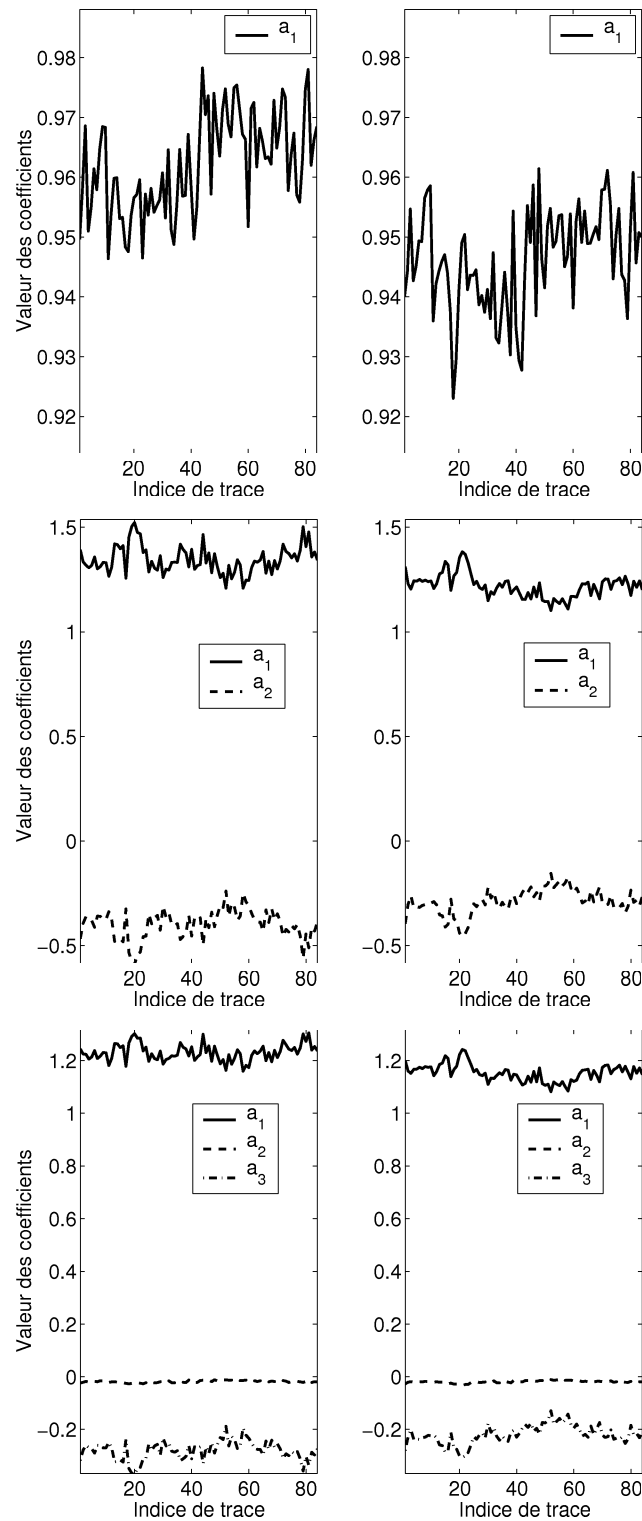 a1
0.98
0.97
0.96
0.95
0.94
0.93
0.92
Valeur des coefficients
20 40 60 80
Indice de trace
a1
0.98
0.97
0.96
0.95
0.94
0.93
0.92
20 40 60 80
Indice de trace
1.5
1
0.5
0
−0.5
Valeur des coefficients
a1
a2
20 40 60 80
Indice de trace
1.5
1
0.5
0
−0.5
a1
a2
20 40 60 80
Indice de trace
1.2
1
0.8
0.6
0.4
0.2
0
−0.2
Valeur des coefficients
a1
a2
a3
20 40 60 80
Indice de trace
1.2
1
0.8
0.6
0.4
0.2
0
−0.2
a1
a2
a3
20 40 60 80
Indice de trace